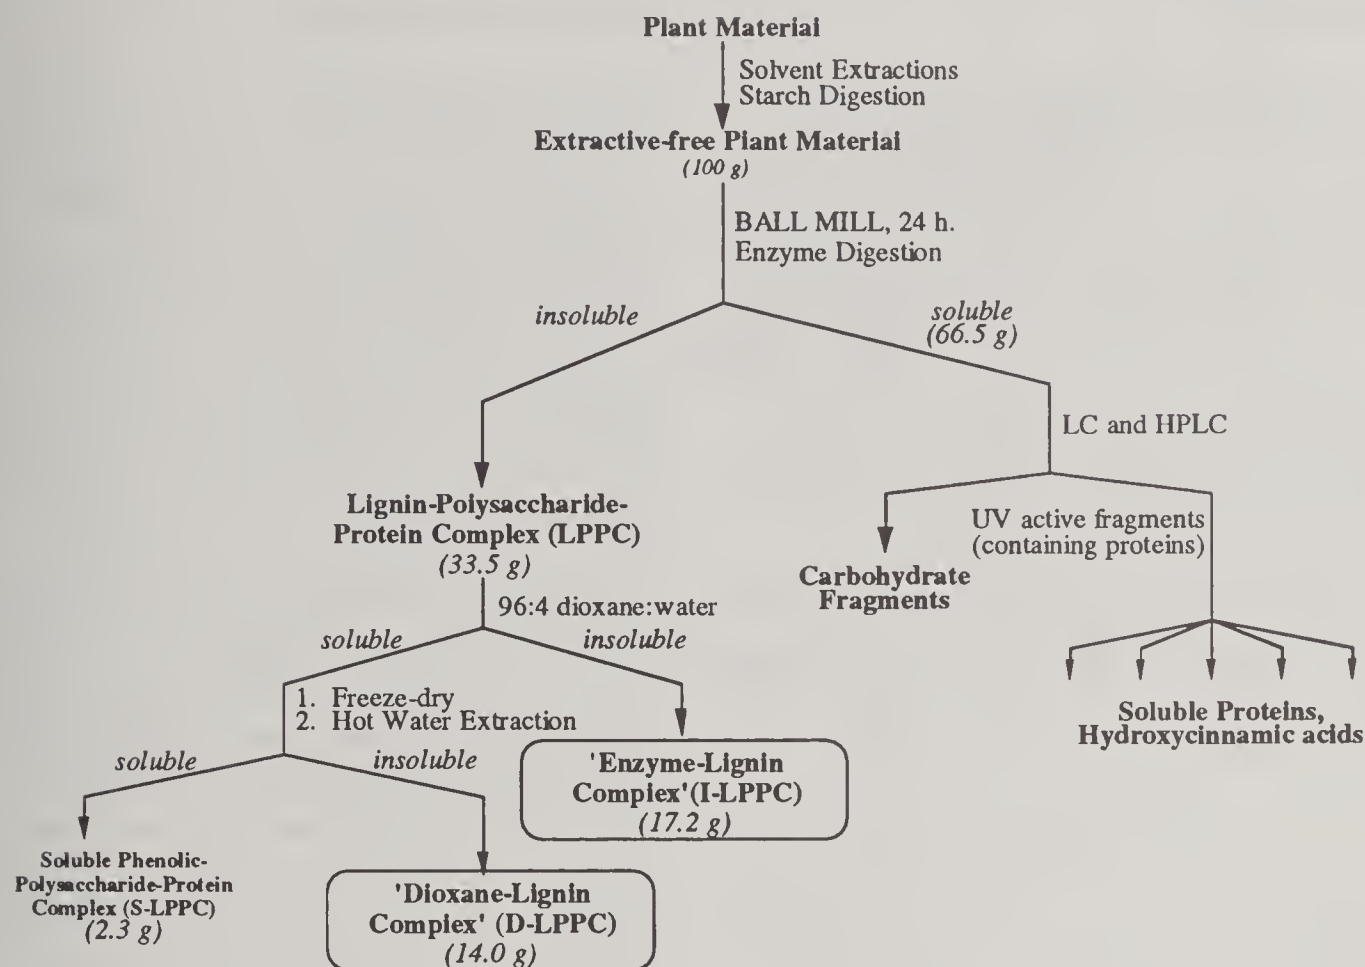 Plant Material
Solvent Extractions
Starch Digestion
Extractive-free Plant Material
(100 g)
BALL MILL, 24 h.
Enzyme Digestion
insoluble
soluble
(66.5 g)
LC and HPLC
Lignin-Polysaccharide-
Protein Complex (LPPC)
(33.5 g)
UV active fragments
(containing proteins)
Carbohydrate
Fragments
96:4 dioxane:water
soluble
insoluble
1. Freeze-dry
2. Hot Water Extraction
Soluble Proteins,
Hydroxycinnamic acids
soluble
insoluble
'Enzyme-Lignin
Complex'(I-LPPC)
(17.2 g)
Soluble Phenolic-
Polysaccharide-Protein
Complex (S-LPPC)
(2.3 g)
'Dioxane-Lignin
Complex' (D-LPPC)
(14.0 g)